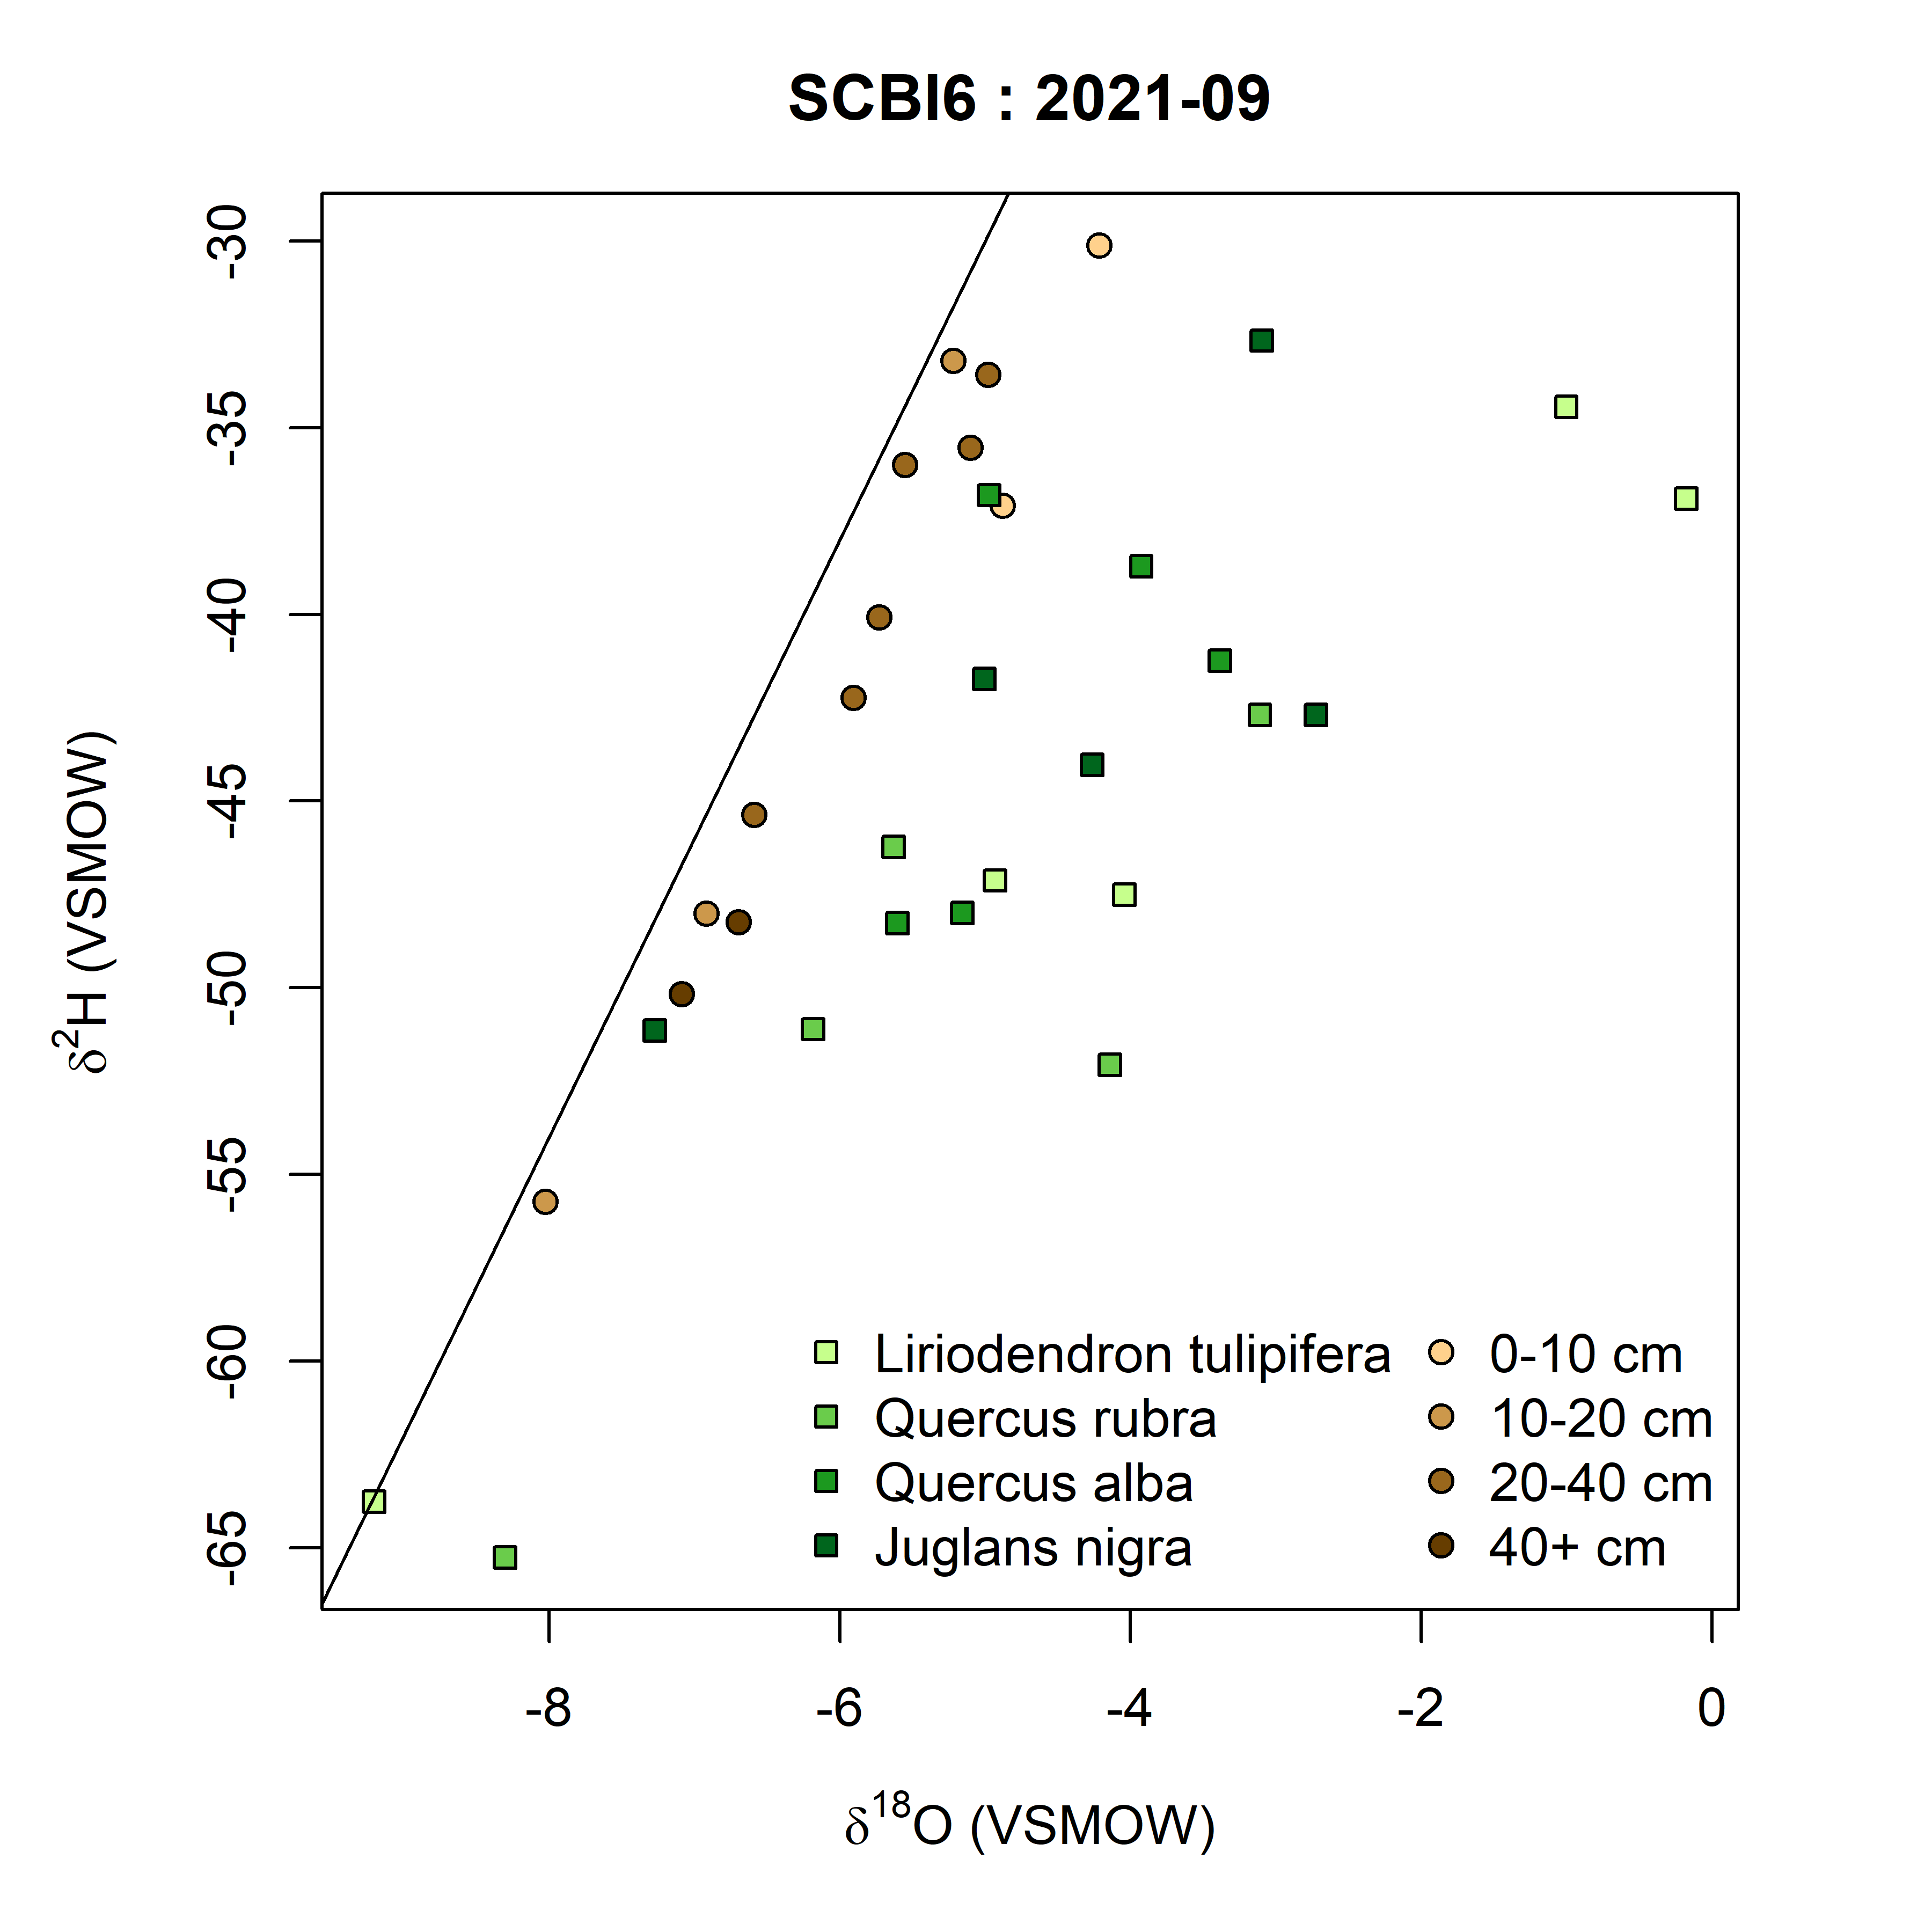 SCBI6 : 2021-09
-30
-35
-40
-45
-50
-55
-60
-65
δ²H (VSMOW)
Liriodendron tulipifera
Quercus rubra
Quercus alba
Juglans nigra
0-10 cm
10-20 cm
20-40 cm
40+ cm
-8 -6 -4 -2 0
δ¹⁸O (VSMOW)